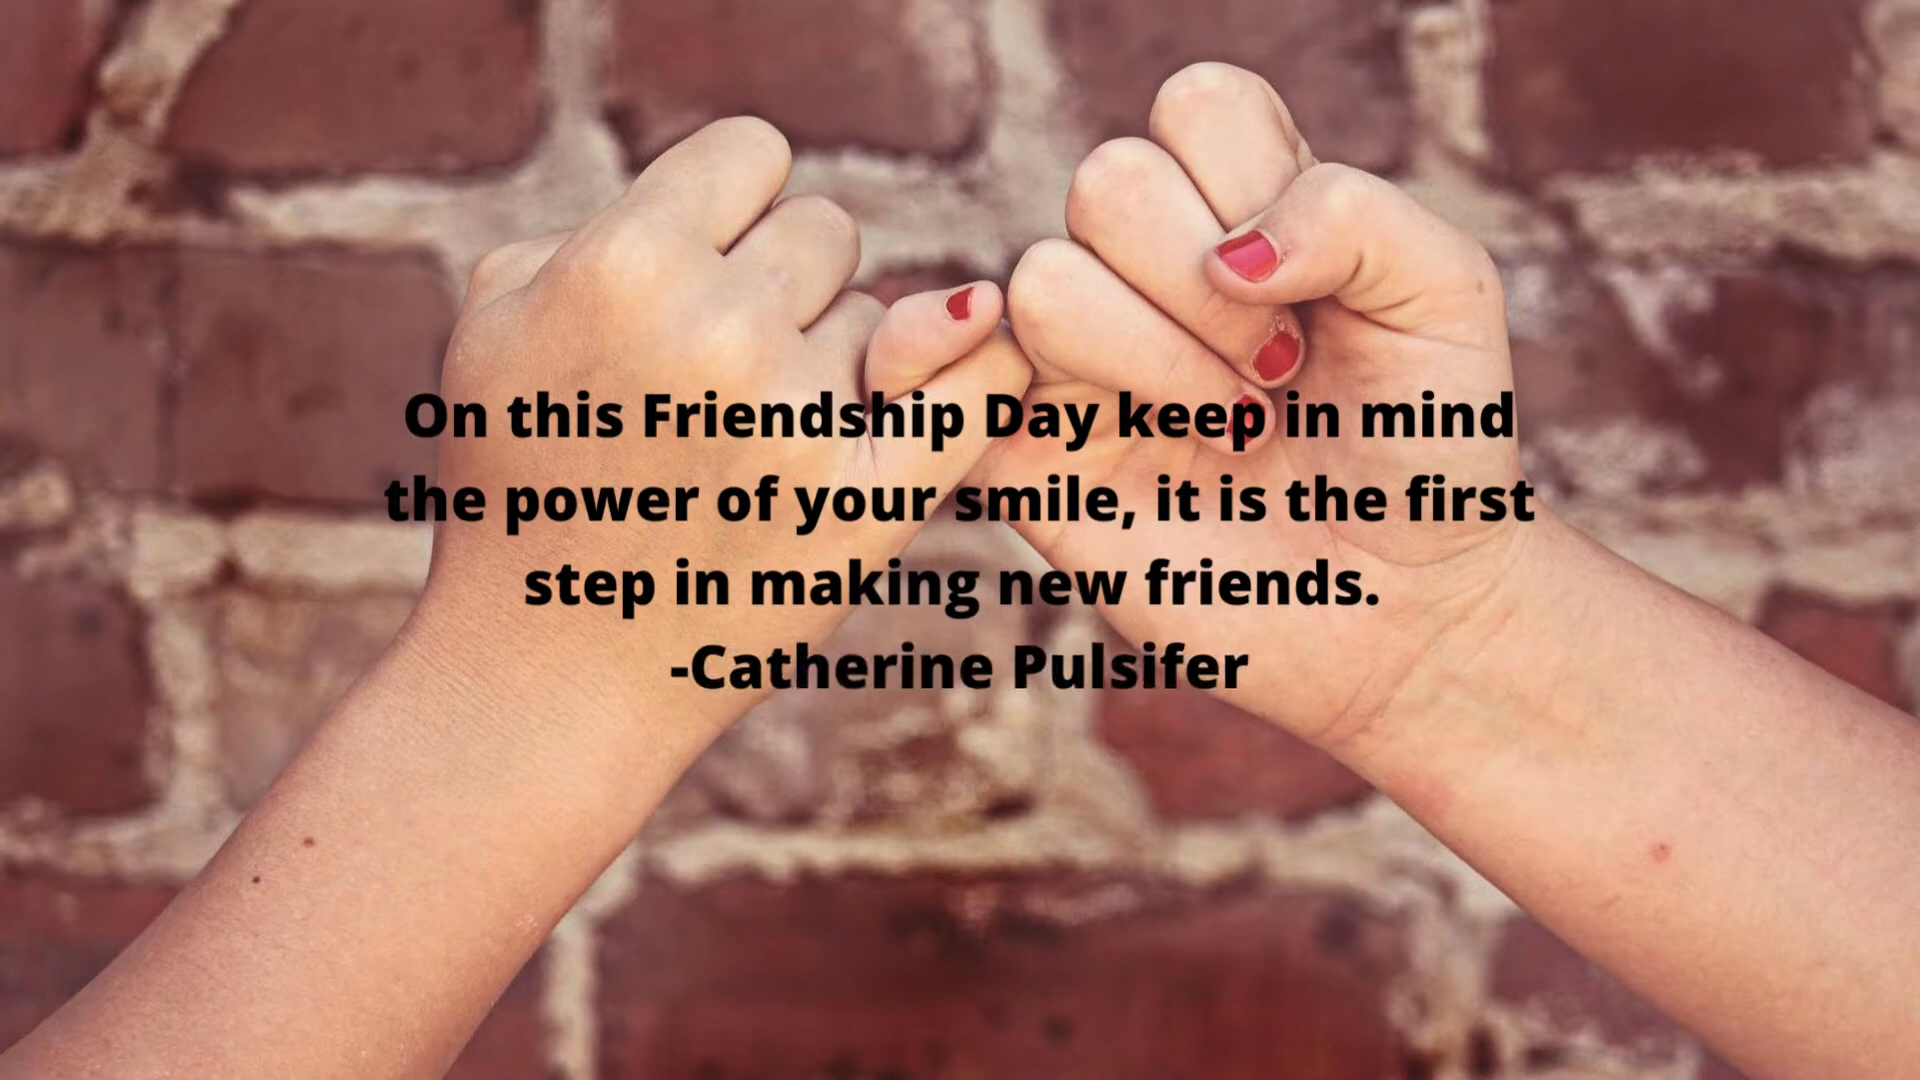 On this Friendship Day keep in mind
the power of your smile, it is the first
step in making new friends.
-Catherine Pulsifer